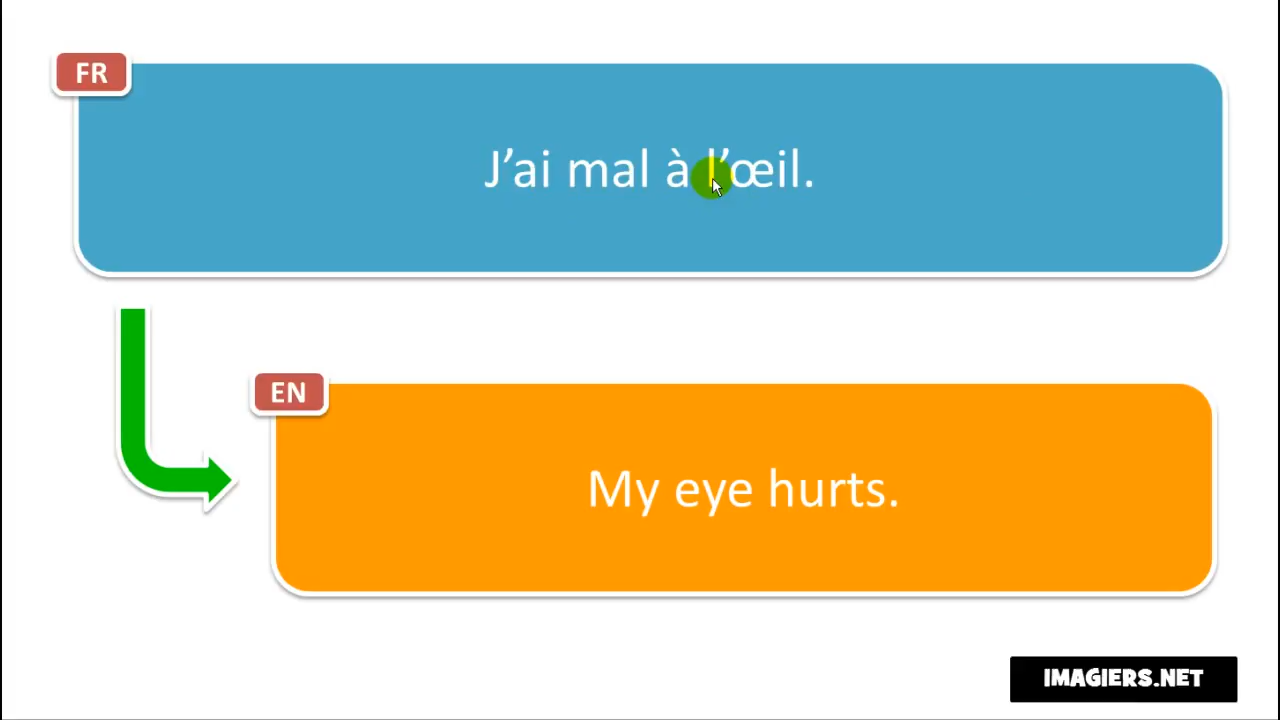 FR
J’ai mal à l’œil.
EN
My eye hurts.
IMAGIERS.NET